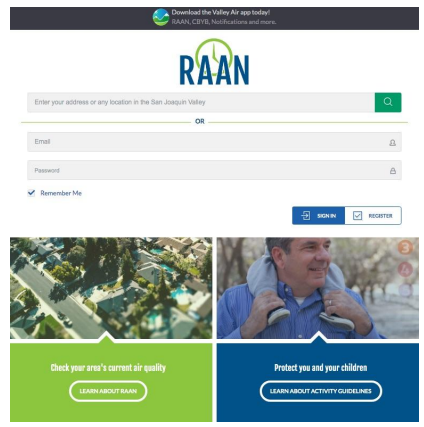 Download the Valley Air app today!
RAAN, CBYB, Notifications and more.
RAAN
Enter your address or any location in the San Joaquin Valley
OR
Email
Password
Remember Me
SIGN IN
REGISTER
Check your area's current air quality
LEARN ABOUT RAAN
Protect you and your children
LEARN ABOUT ACTIVITY GUIDELINES